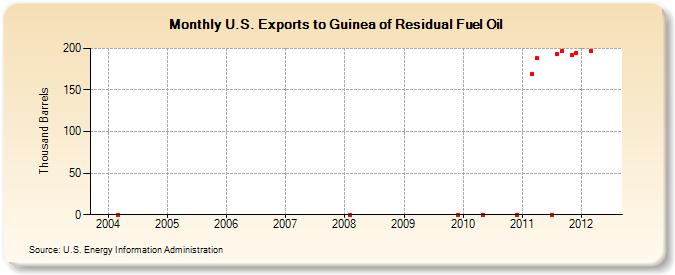 Monthly U.S. Exports to Guinea of Residual Fuel Oil
Thousand Barrels
200
150
100
50
0
2004 2005 2006 2007 2008 2009 2010 2011 2012
Source: U.S. Energy Information Administration